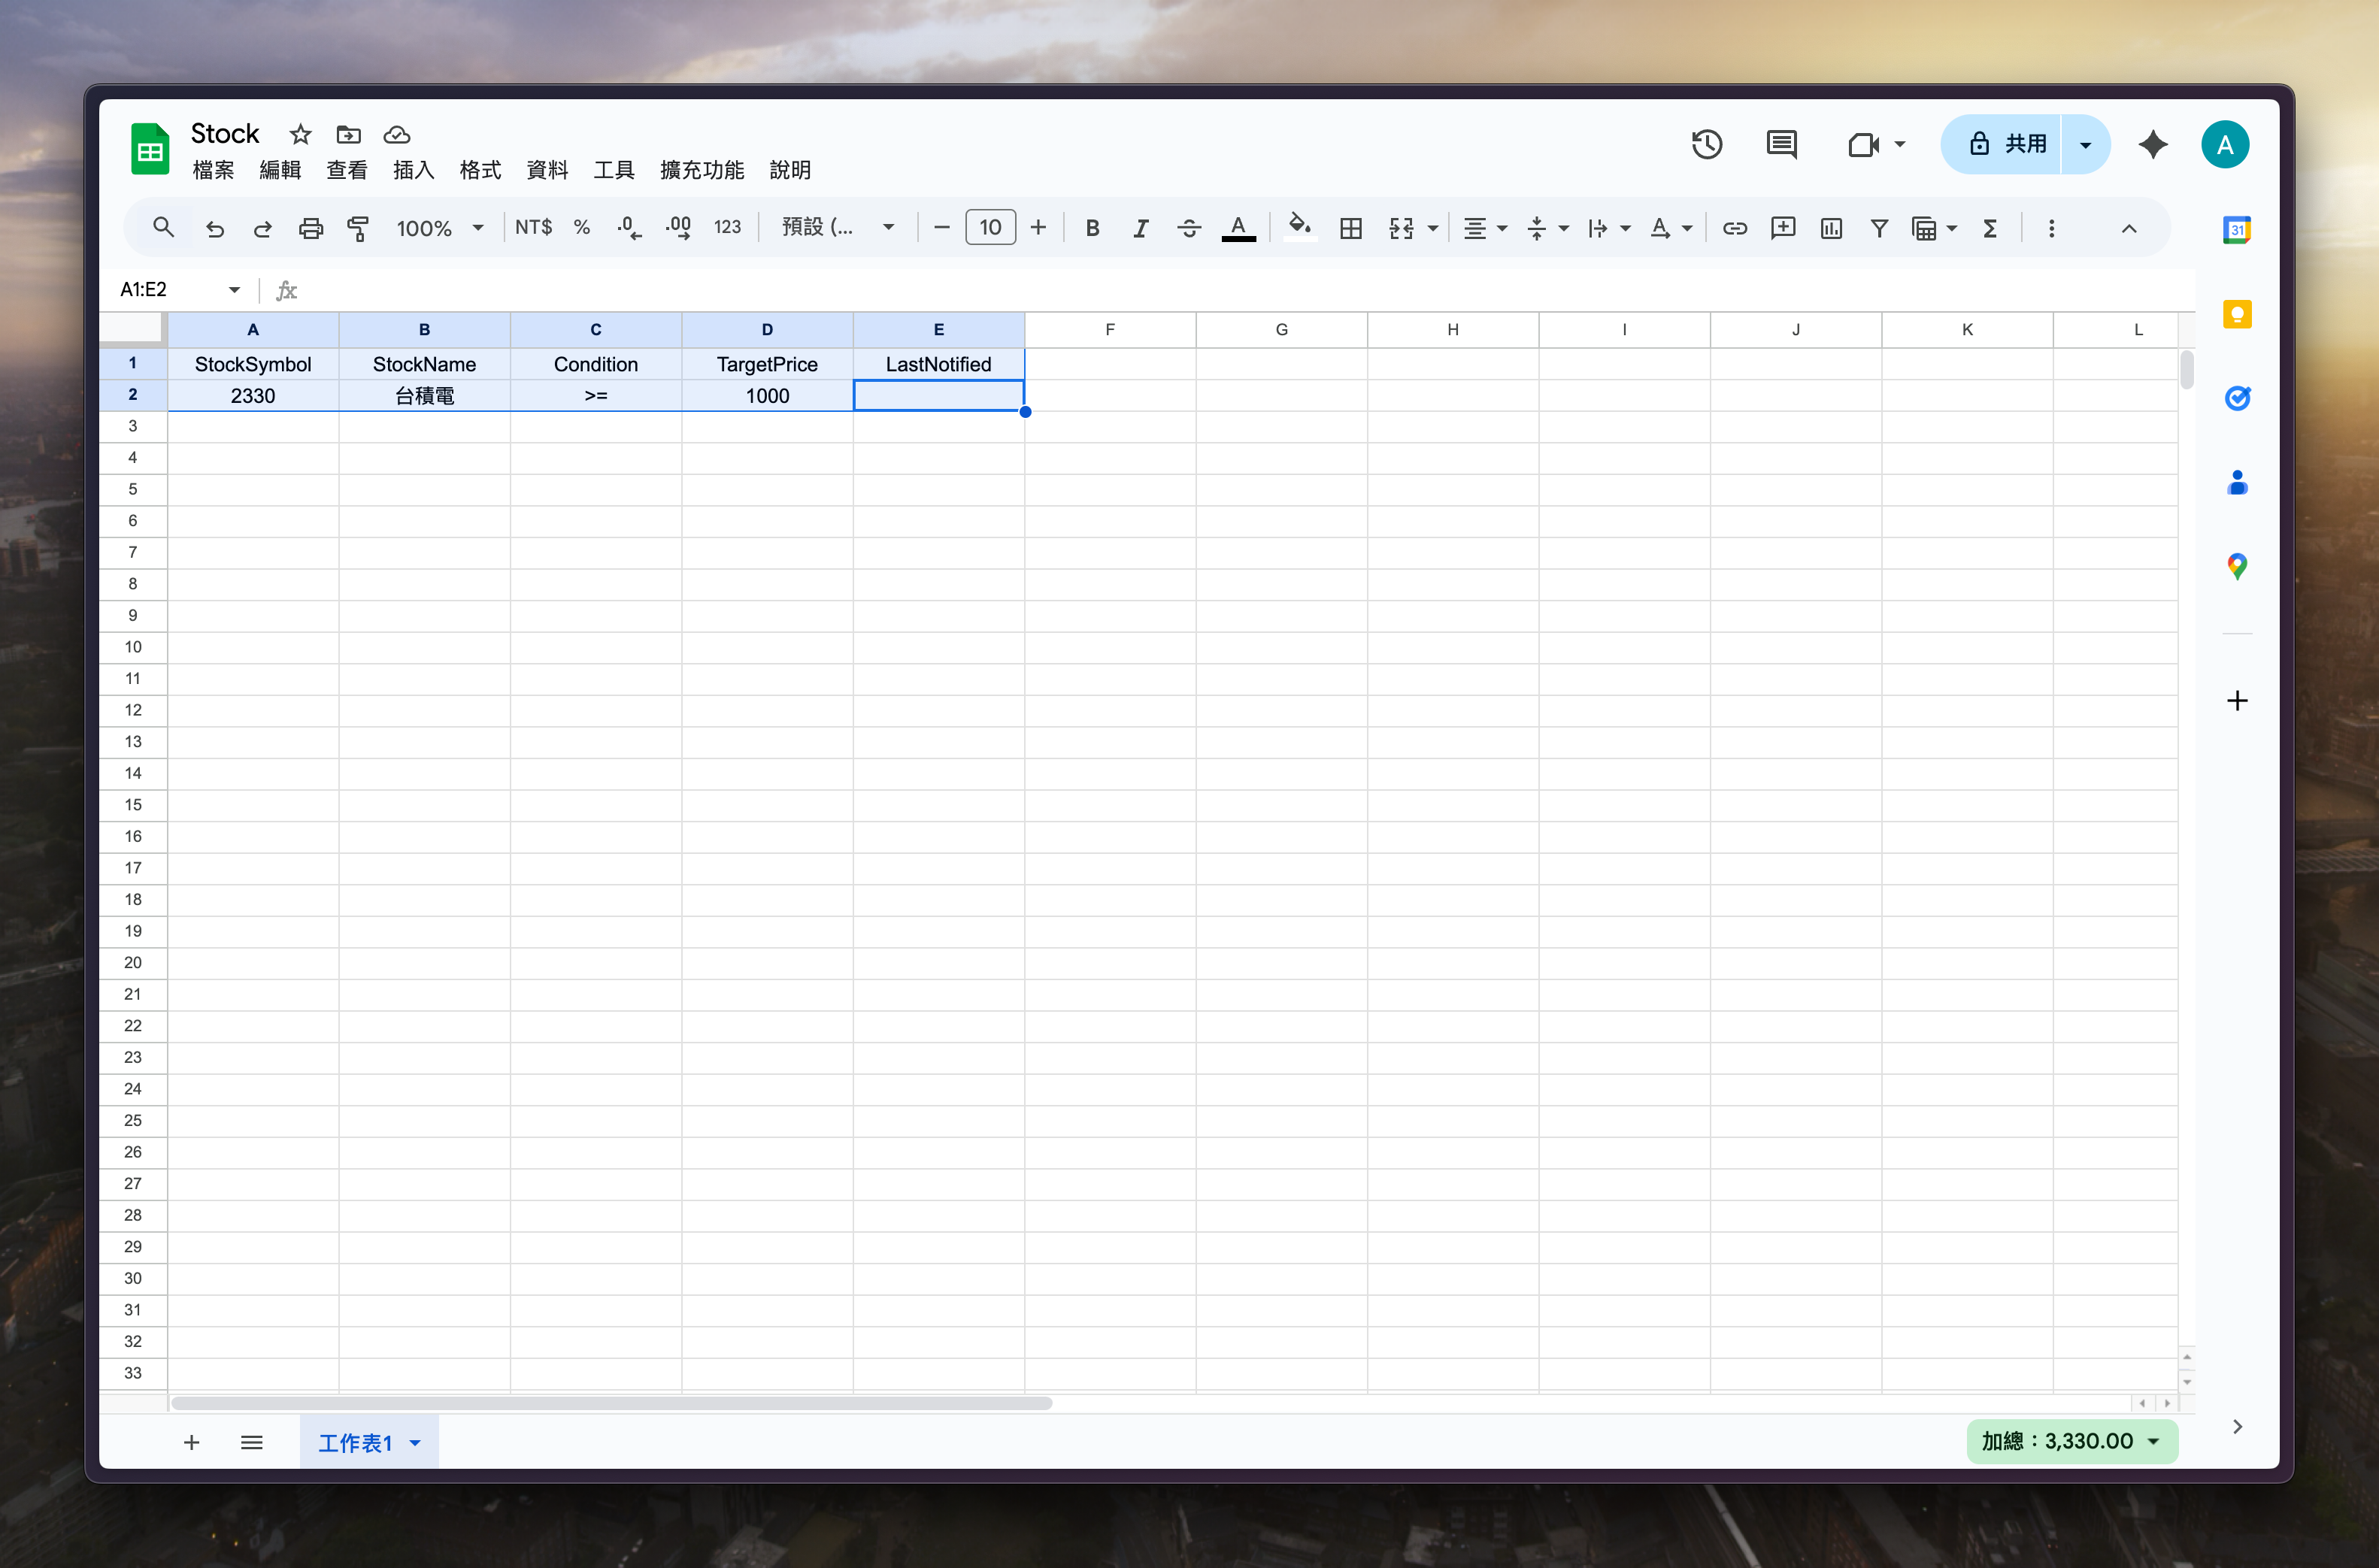 Stock
檔案 編輯 查看 插入 格式 資料 工具 擴充功能 說明
共用
A
100% NT$ % .0 .00 123 預設 (... 10 B I A
31
A1:E2 fx
A B C D E F G H I J K L
1 StockSymbol StockName Condition TargetPrice LastNotified
2 2330 台積電 >= 1000
3
4
5
6
7
8
9
10
11
12
13
14
15
16
17
18
19
20
21
22
23
24
25
26
27
28
29
30
31
32
33
工作表1
加總：3,330.00